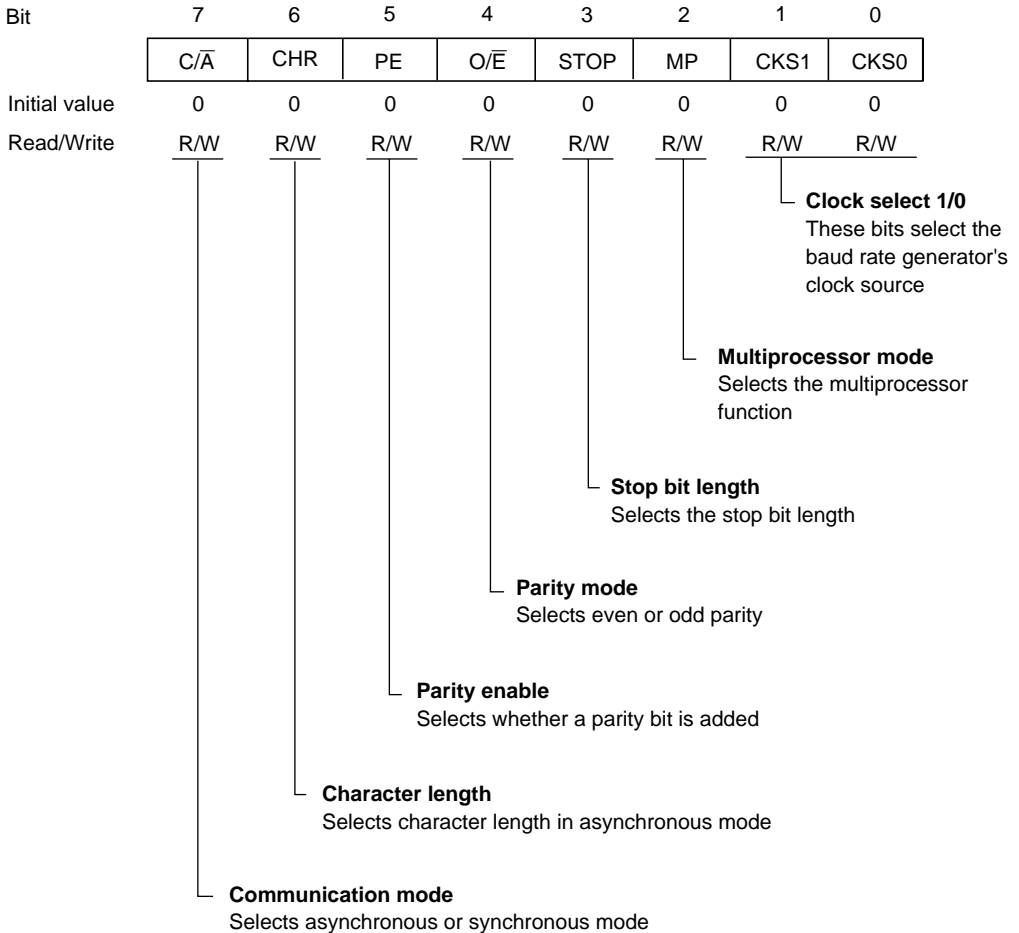 Bit 7 6 5 4 3 2 1 0
C/A̅ CHR PE O/E̅ STOP MP CKS1 CKS0
Initial value 0 0 0 0 0 0 0 0
Read/Write R/W R/W R/W R/W R/W R/W R/W R/W
Clock select 1/0
These bits select the
baud rate generator's
clock source
Multiprocessor mode
Selects the multiprocessor
function
Stop bit length
Selects the stop bit length
Parity mode
Selects even or odd parity
Parity enable
Selects whether a parity bit is added
Character length
Selects character length in asynchronous mode
Communication mode
Selects asynchronous or synchronous mode